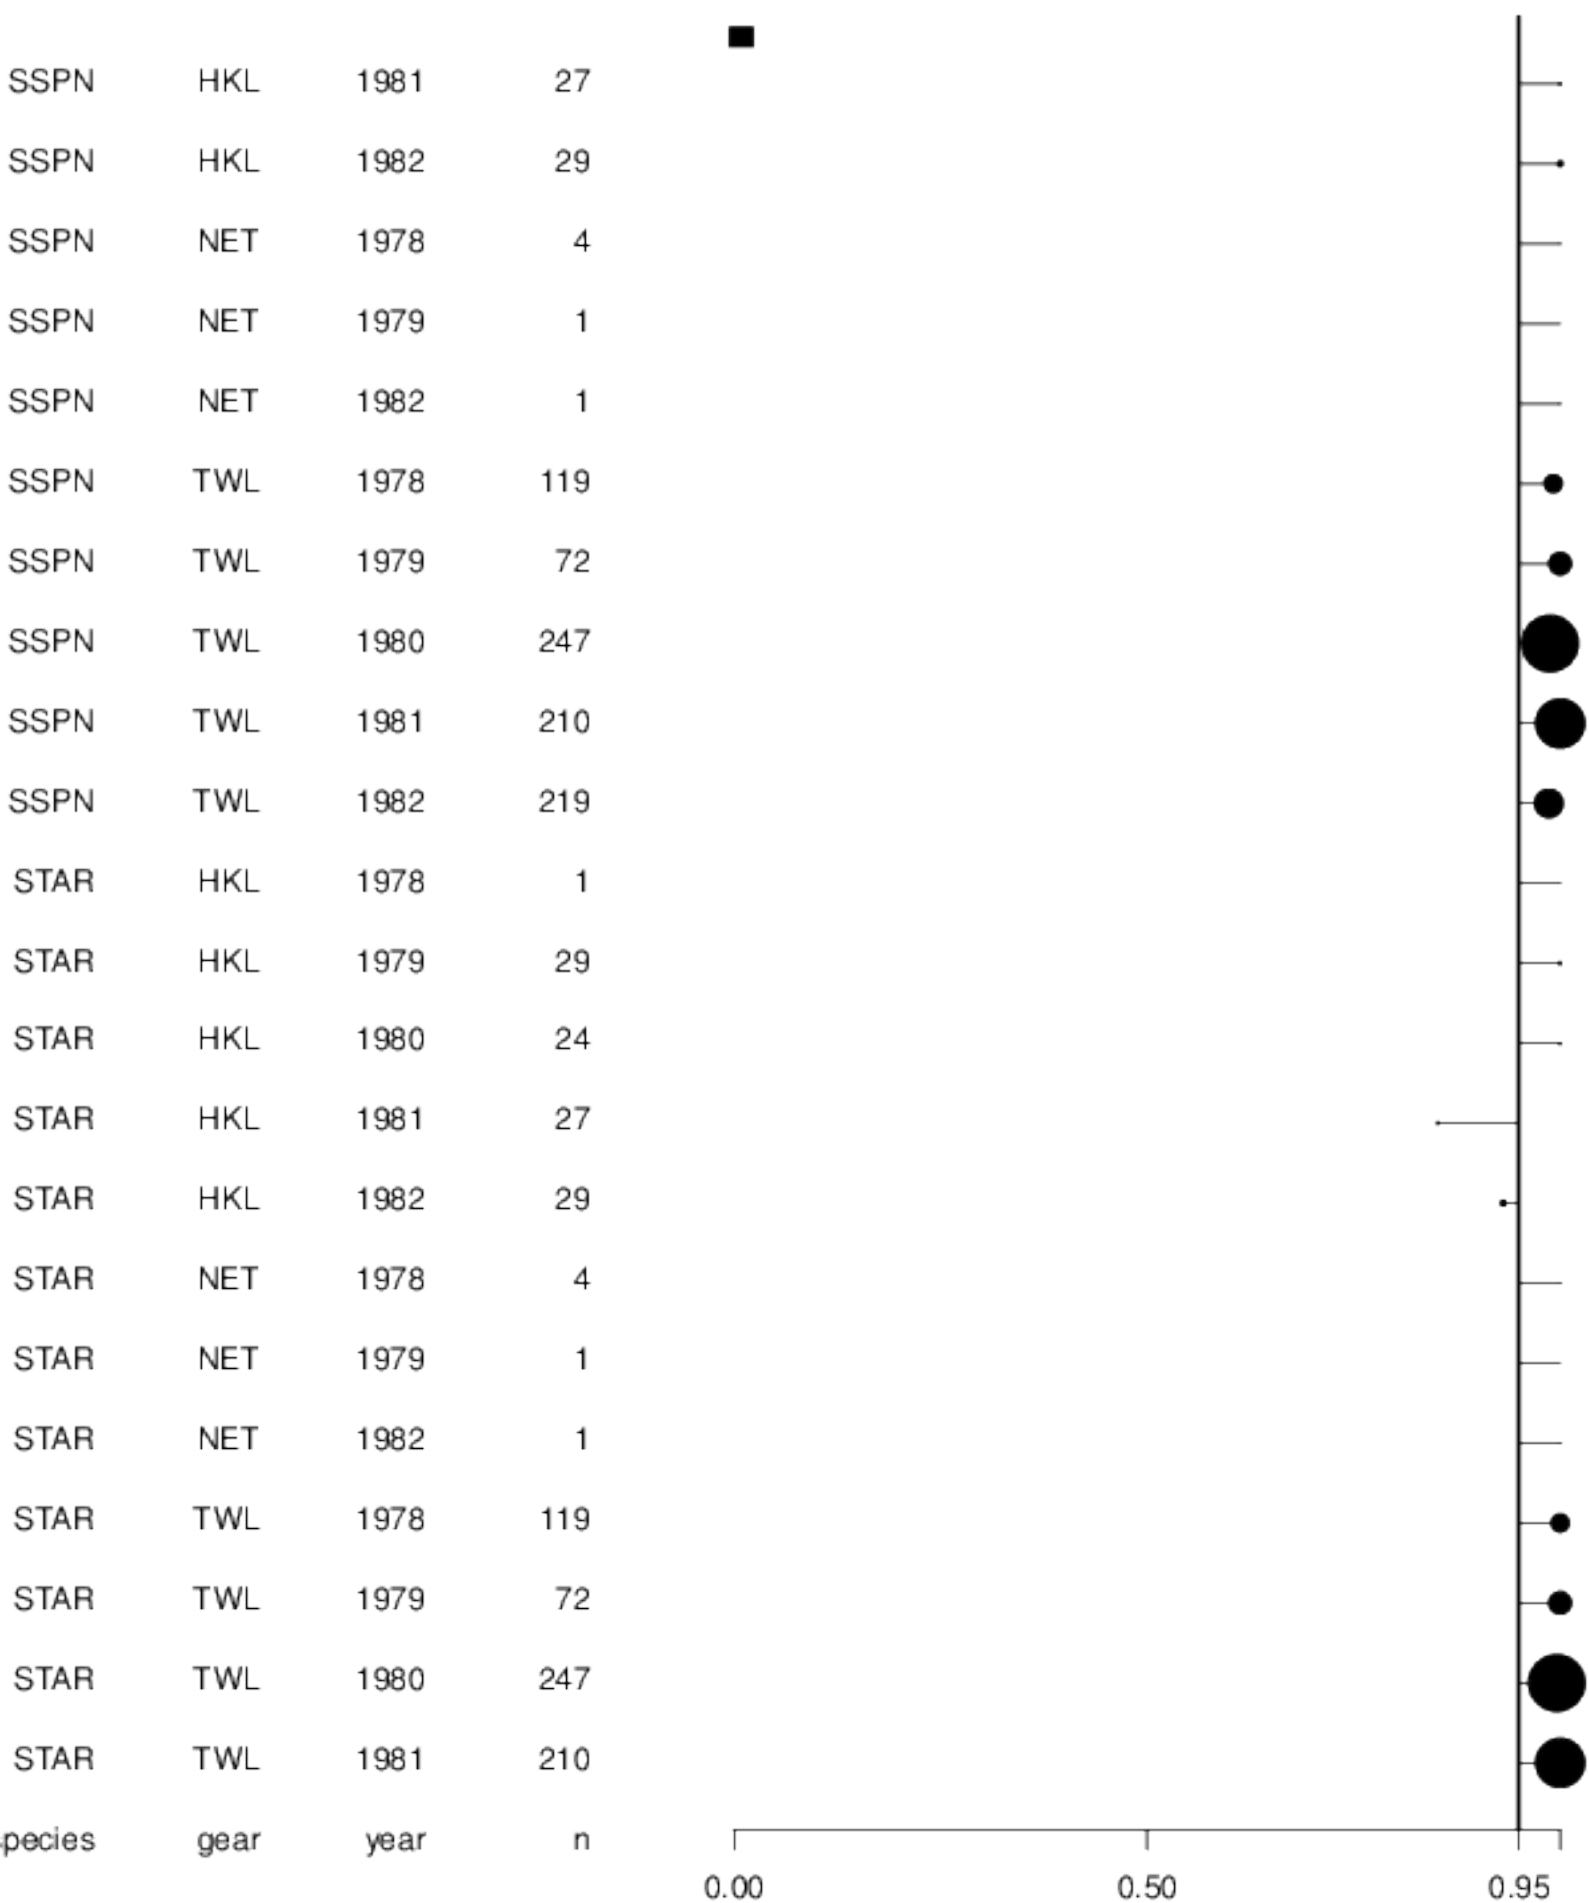 SSPN HKL 1981 27
SSPN HKL 1982 29
SSPN NET 1978 4
SSPN NET 1979 1
SSPN NET 1982 1
SSPN TWL 1978 119
SSPN TWL 1979 72
SSPN TWL 1980 247
SSPN TWL 1981 210
SSPN TWL 1982 219
STAR HKL 1978 1
STAR HKL 1979 29
STAR HKL 1980 24
STAR HKL 1981 27
STAR HKL 1982 29
STAR NET 1978 4
STAR NET 1979 1
STAR NET 1982 1
STAR TWL 1978 119
STAR TWL 1979 72
STAR TWL 1980 247
STAR TWL 1981 210
pecies gear year n
0.00 0.50 0.95